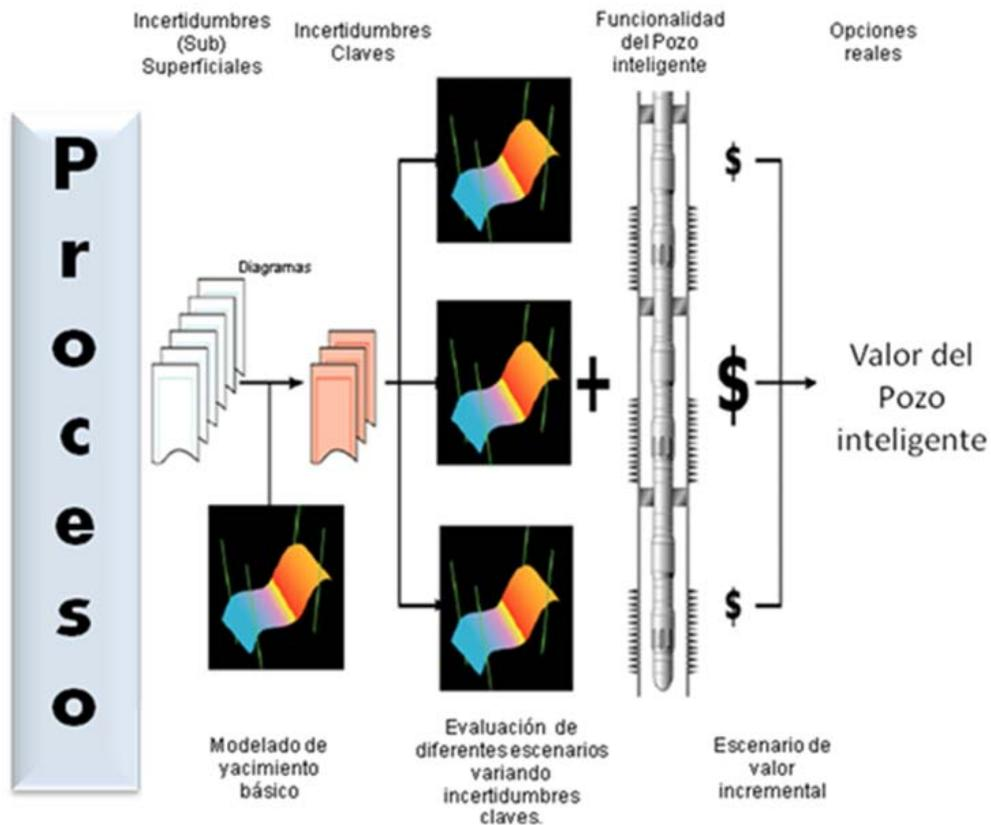 Proceso
Incertidumbres
(Sub)
Superficiales
Incertidumbres
Claves
Funcionalidad
del Pozo
inteligente
Opciones
reales
Diagramas
$
+
$
$
Valor del
Pozo
inteligente
Modelado de
yacimiento
básico
Evaluación de
diferentes escenarios
variando
incertidumbres
claves.
Escenario de
valor
incremental